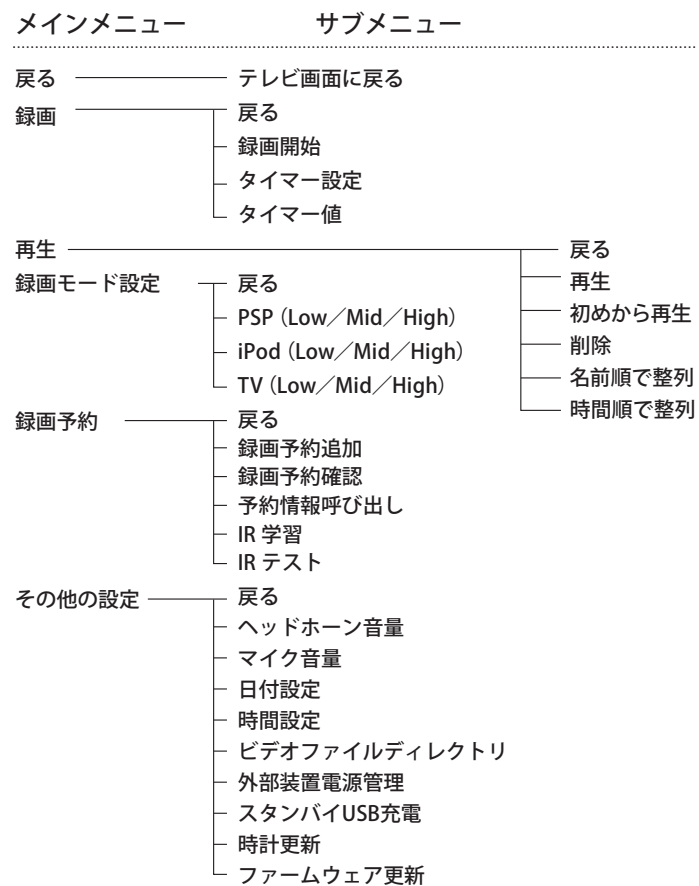 メインメニュー サブメニュー
戻る テレビ画面に戻る
録画 戻る
録画開始
タイマー設定
タイマー値
再生 戻る
再生
初めから再生
削除
名前順で整列
時間順で整列
録画モード設定 戻る
PSP（Low／Mid／High）
iPod（Low／Mid／High）
TV（Low／Mid／High）
録画予約 戻る
録画予約追加
録画予約確認
予約情報呼び出し
IR 学習
IR テスト
その他の設定 戻る
ヘッドホーン音量
マイク音量
日付設定
時間設定
ビデオファイルディレクトリ
外部装置電源管理
スタンバイUSB充電
時計更新
ファームウェア更新